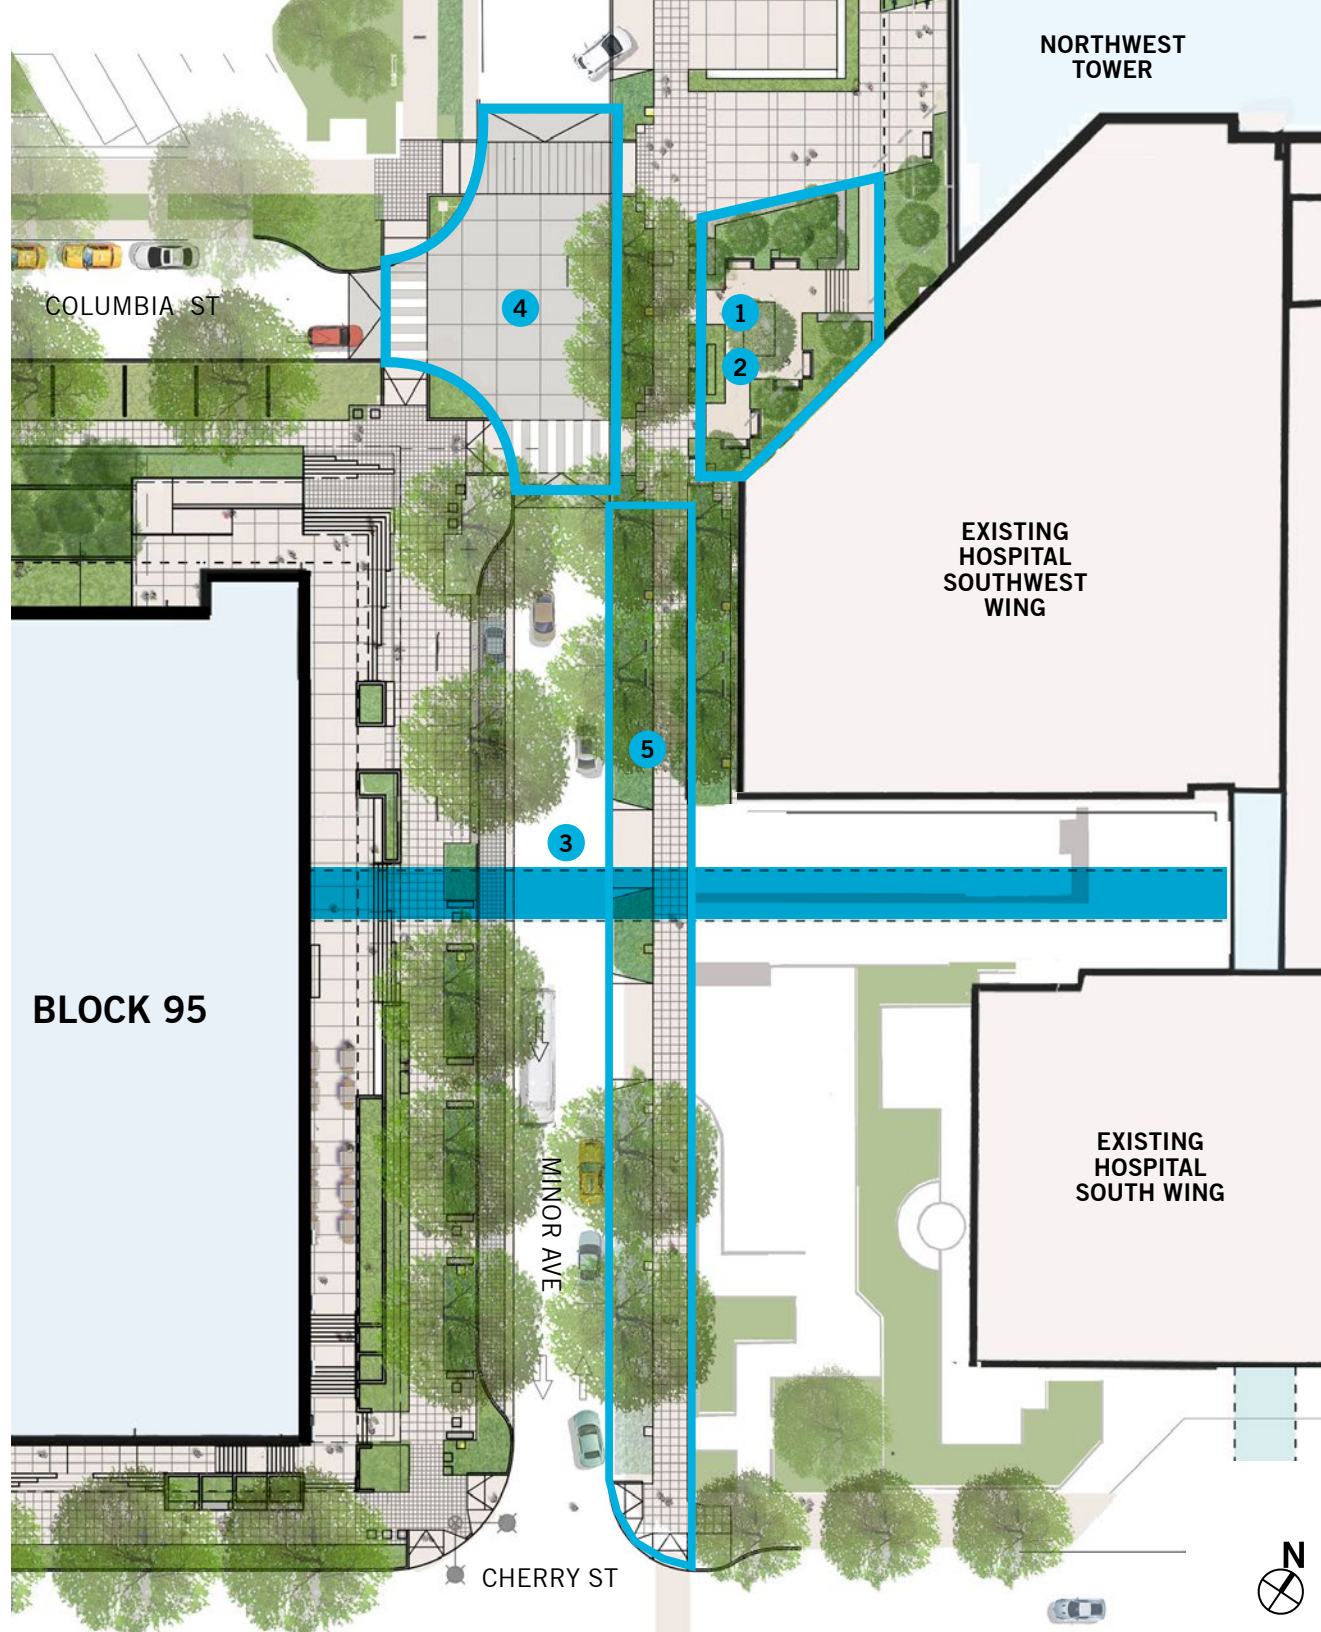 NORTHWEST
TOWER
COLUMBIA ST
4
1
2
EXISTING
HOSPITAL
SOUTHWEST
WING
5
3
BLOCK 95
MINOR AVE
EXISTING
HOSPITAL
SOUTH WING
CHERRY ST
N